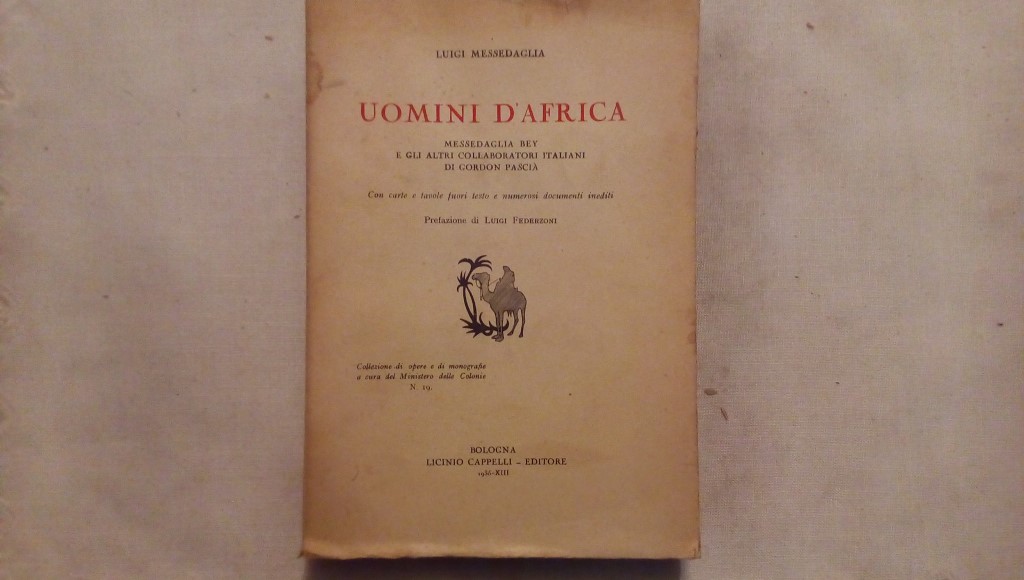 LUIGI MESSEDAGLIA
UOMINI D'AFRICA
MESSEDAGLIA BEY
E GLI ALTRI COLLABORATORI ITALIANI
DI GORDON PASCIÀ
Con carte e tavole fuori testo e numerosi documenti inediti
Prefazione di LUIGI FEDERZONI
Collezione di opere e di monografie
a cura del Ministero delle Colonie
N. 19.
BOLOGNA
LICINIO CAPPELLI - EDITORE